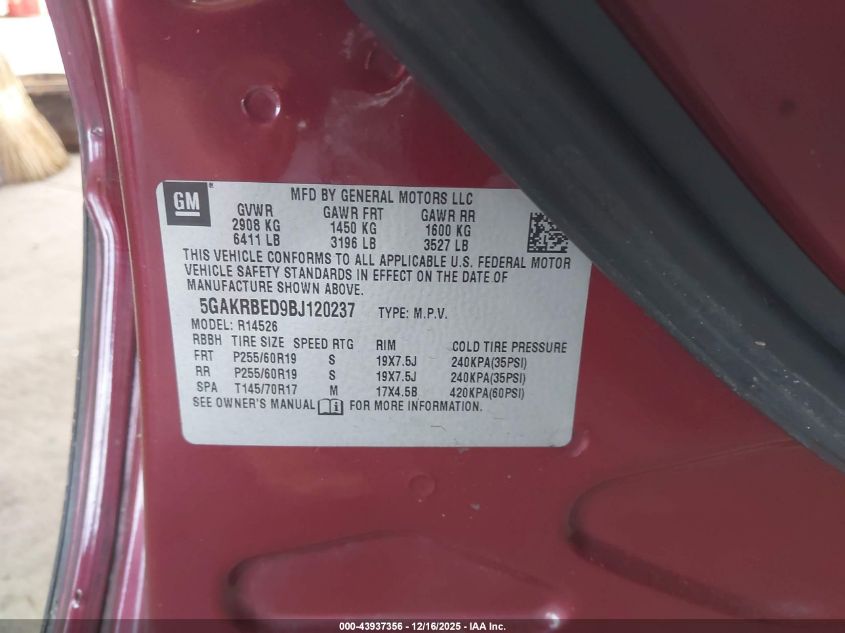 GM
MFD BY GENERAL MOTORS LLC
GVWR GAWR FRT GAWR RR
2908 KG 1450 KG 1600 KG
6411 LB 3196 LB 3527 LB
THIS VEHICLE CONFORMS TO ALL APPLICABLE U.S. FEDERAL MOTOR
VEHICLE SAFETY STANDARDS IN EFFECT ON THE DATE OF
MANUFACTURE SHOWN ABOVE.
5GAKRBED9BJ120237 TYPE: M.P.V.
MODEL: R14526
RBBH TIRE SIZE SPEED RTG RIM COLD TIRE PRESSURE
FRT P255/60R19 S 19X7.5J 240KPA(35PSI)
RR P255/60R19 S 19X7.5J 240KPA(35PSI)
SPA T145/70R17 M 17X4.5B 420KPA(60PSI)
SEE OWNER'S MANUAL FOR MORE INFORMATION.
000-43937356 - 12/16/2025 - IAA Inc.